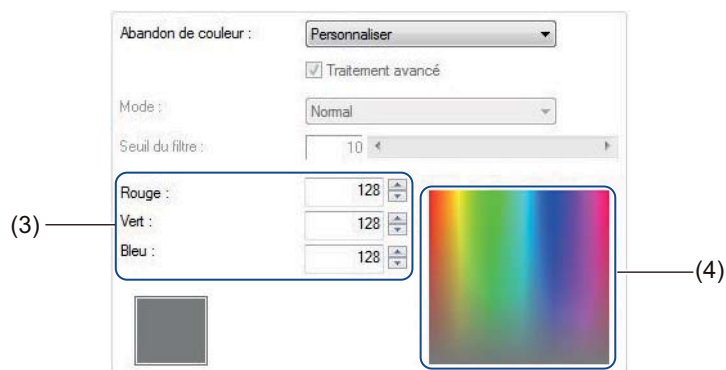 Abandon de couleur : Personnaliser
Traitement avancé
Mode : Normal
Seuil du filtre : 10
Rouge : 128
(3) Vert : 128
Bleu : 128
(4)